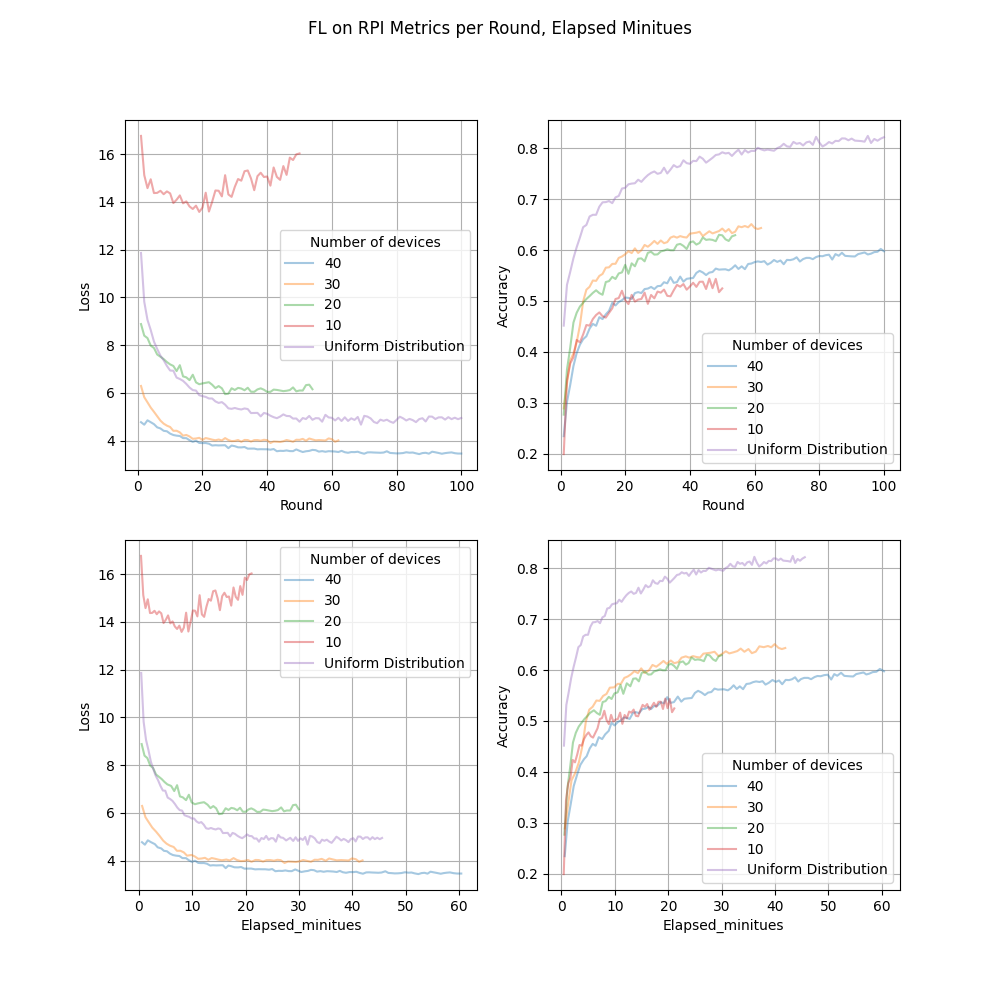 FL on RPI Metrics per Round, Elapsed Minitues
16
14
12
10
8
6
4
Loss
0 20 40 60 80 100
Round
Number of devices
40
30
20
10
Uniform Distribution
0.8
0.7
0.6
0.5
0.4
0.3
0.2
Accuracy
0 20 40 60 80 100
Round
Number of devices
40
30
20
10
Uniform Distribution
16
14
12
10
8
6
4
Loss
0 10 20 30 40 50 60
Elapsed_minitues
Number of devices
40
30
20
10
Uniform Distribution
0.8
0.7
0.6
0.5
0.4
0.3
0.2
Accuracy
0 10 20 30 40 50 60
Elapsed_minitues
Number of devices
40
30
20
10
Uniform Distribution